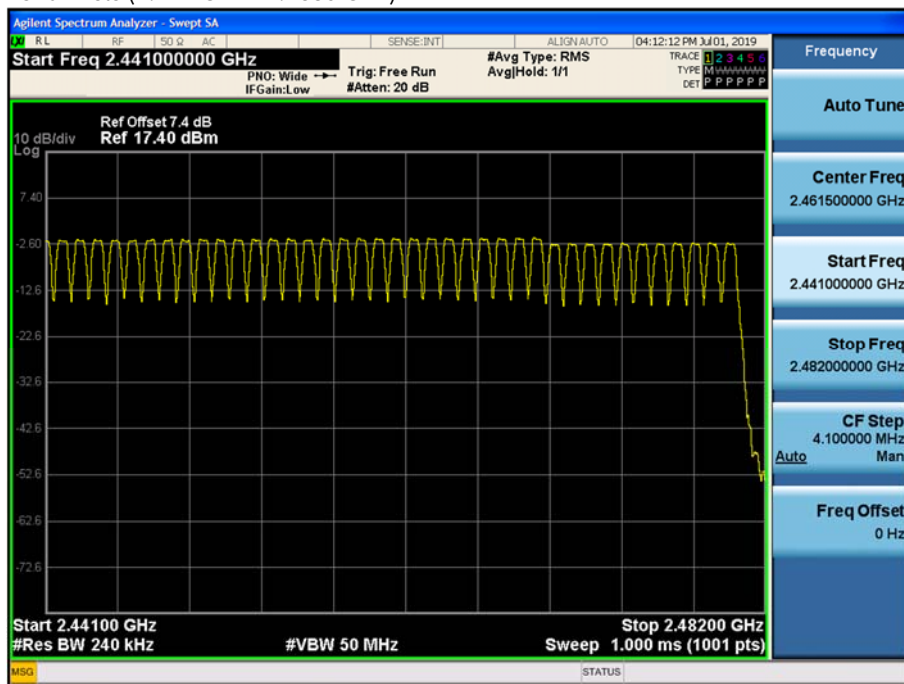 Agilent Spectrum Analyzer - Swept SA
LXI RL RF 50 Ω AC SENSE:INT ALIGN AUTO 04:12:12 PM Jul 01, 2019
Start Freq 2.441000000 GHz
PNO: Wide
IFGain:Low
Trig: Free Run
#Atten: 20 dB
#Avg Type: RMS
Avg|Hold: 1/1
TRACE 1 2 3 4 5 6
TYPE M W W W W W
DET P P P P P P
Ref Offset 7.4 dB
10 dB/div Ref 17.40 dBm
Log
7.40
-2.60
-12.6
-22.6
-32.6
-42.6
-52.6
-62.6
-72.6
Start 2.44100 GHz Stop 2.48200 GHz
#Res BW 240 kHz #VBW 50 MHz Sweep 1.000 ms (1001 pts)
MSG STATUS
Frequency
Auto Tune
Center Freq
2.461500000 GHz
Start Freq
2.441000000 GHz
Stop Freq
2.482000000 GHz
CF Step
4.100000 MHz
Auto Man
Freq Offset
0 Hz